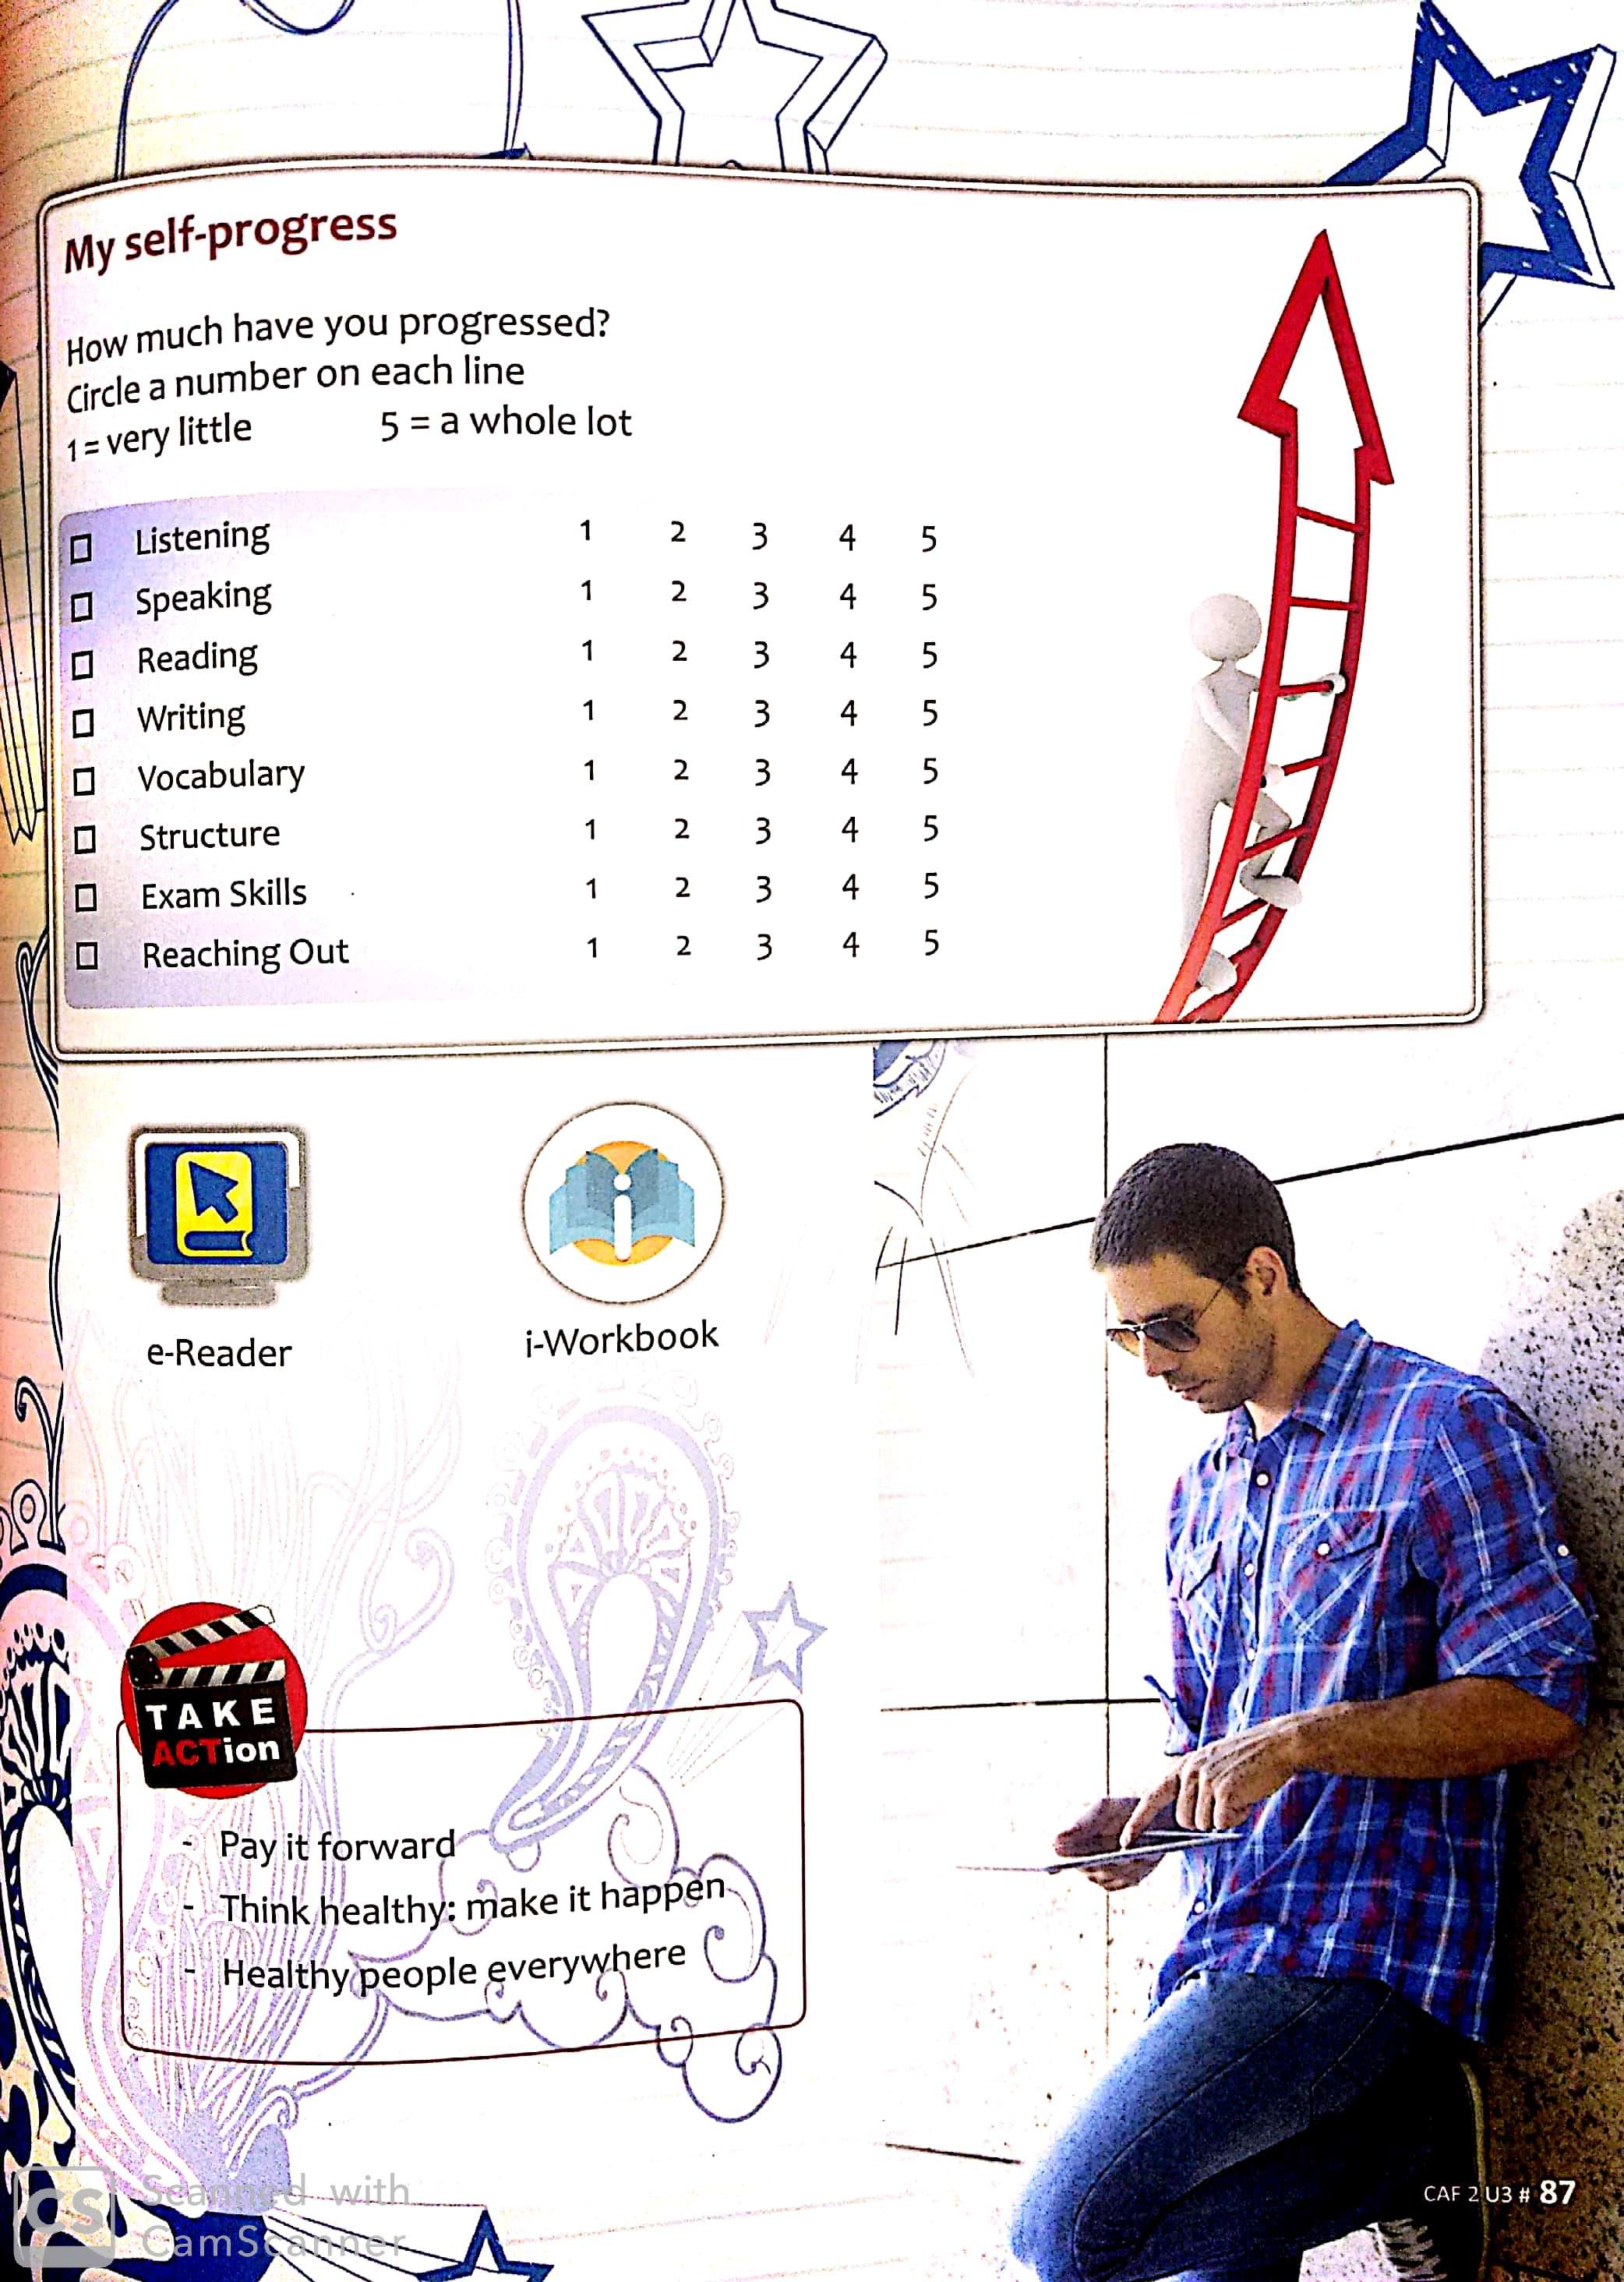 My self-progress
How much have you progressed?
Circle a number on each line
1 = very little 5 = a whole lot
Listening 1 2 3 4 5
Speaking 1 2 3 4 5
Reading 1 2 3 4 5
Writing 1 2 3 4 5
Vocabulary 1 2 3 4 5
Structure 1 2 3 4 5
Exam Skills 1 2 3 4 5
Reaching Out 1 2 3 4 5
e-Reader
i-Workbook
TAKE
ACTion
- Pay it forward
- Think healthy: make it happen
- Healthy people everywhere
CAF 2 U3 # 87
CS
Scanned with
CamScanner